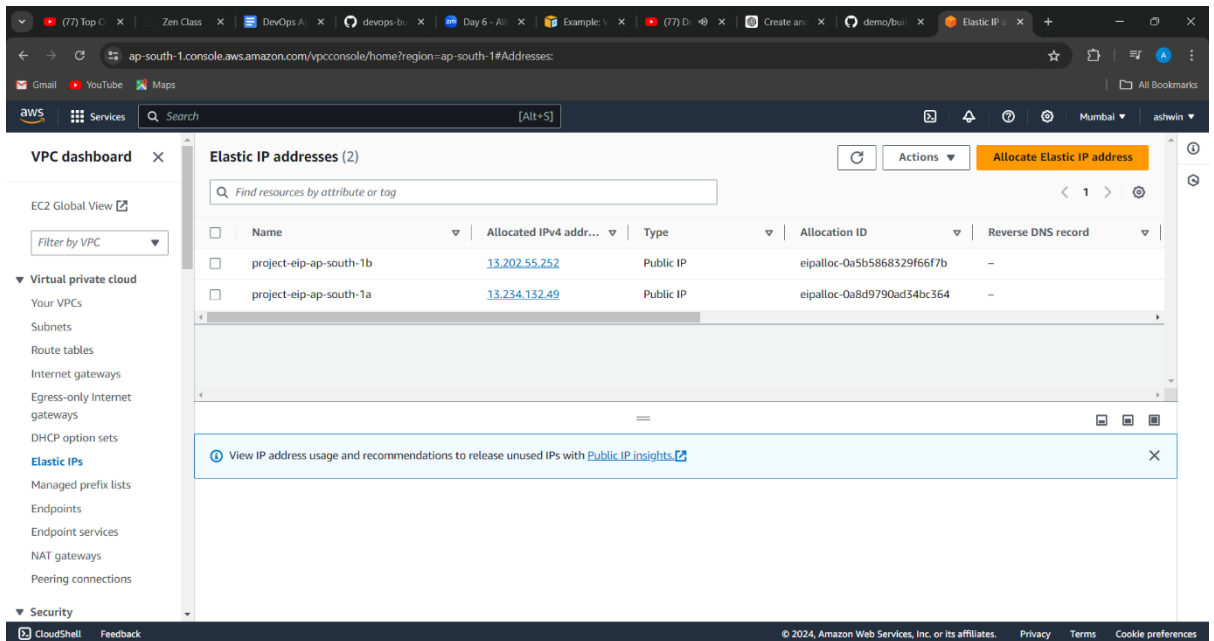 (77) Top C
Zen Class
DevOps A
devops-bu
Day 6 - AW
Example: V
(77) D
Create and
demo/buil
Elastic IP a
ap-south-1.console.aws.amazon.com/vpcconsole/home?region=ap-south-1#Addresses:
A
Gmail YouTube Maps
All Bookmarks
aws Services Search [Alt+S] Mumbai ashwin
VPC dashboard
EC2 Global View
Filter by VPC
Virtual private cloud
Your VPCs
Subnets
Route tables
Internet gateways
Egress-only Internet
gateways
DHCP option sets
Elastic IPs
Managed prefix lists
Endpoints
Endpoint services
NAT gateways
Peering connections
Security
Elastic IP addresses (2)
Actions
Allocate Elastic IP address
Find resources by attribute or tag
1
Name Allocated IPv4 addr... Type Allocation ID Reverse DNS record
project-eip-ap-south-1b 13.202.55.252 Public IP eipalloc-0a5b5868329f66f7b –
project-eip-ap-south-1a 13.234.132.49 Public IP eipalloc-0a8d9790ad34bc364 –
View IP address usage and recommendations to release unused IPs with Public IP insights.
CloudShell Feedback © 2024, Amazon Web Services, Inc. or its affiliates. Privacy Terms Cookie preferences